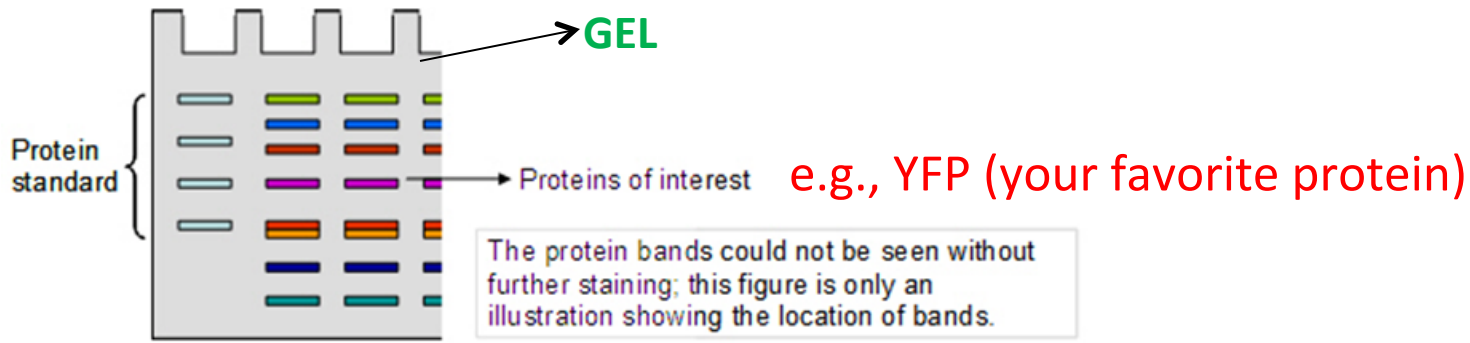 GEL
Protein
standard
Proteins of interest e.g., YFP (your favorite protein)
The protein bands could not be seen without
further staining; this figure is only an
illustration showing the location of bands.